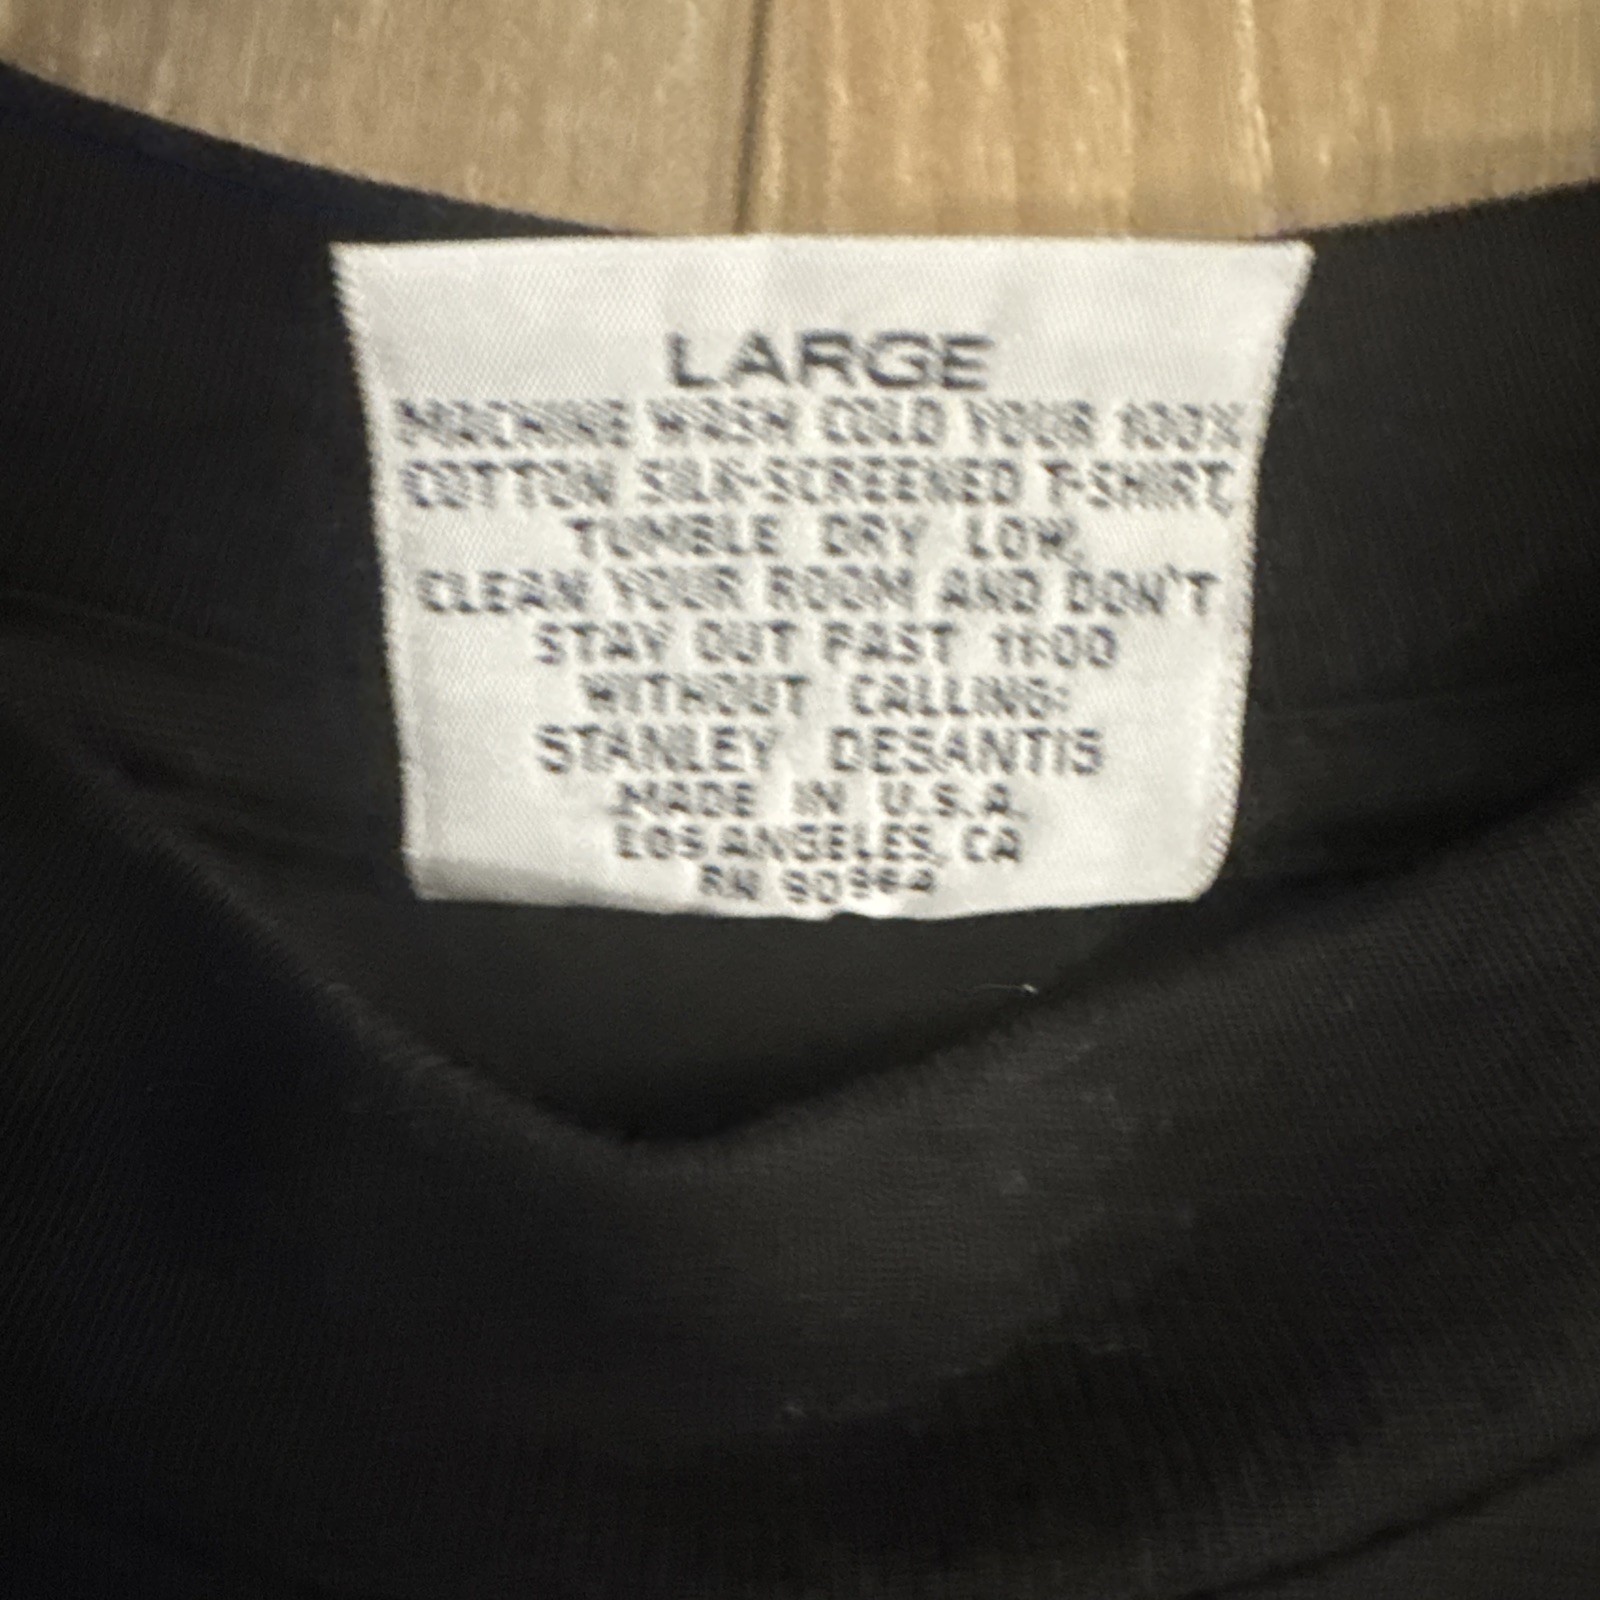 LARGE
MACHINE WASH COLD YOUR 100%
COTTON SILK-SCREENED T-SHIRT,
TUMBLE DRY LOW,
CLEAN YOUR ROOM AND DON'T
STAY OUT PAST 11:00
WITHOUT CALLING:
STANLEY DESANTIS
MADE IN U.S.A.
LOS ANGELES, CA
RN